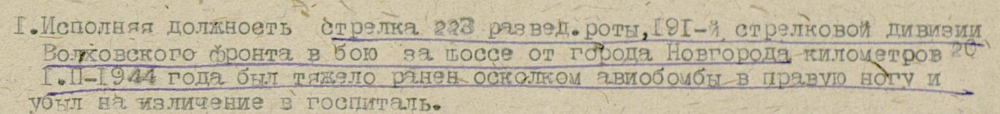 I.Исполняя должность стрелка 223 развед.роты,191-й стрелковой дивизии
Волховского фронта в бою за шоссе от города Новгорода километров 20
I.II-1944 года был тяжело ранен осколком авиобомбы в правую ногу и
убыл на изличение в госпиталь.